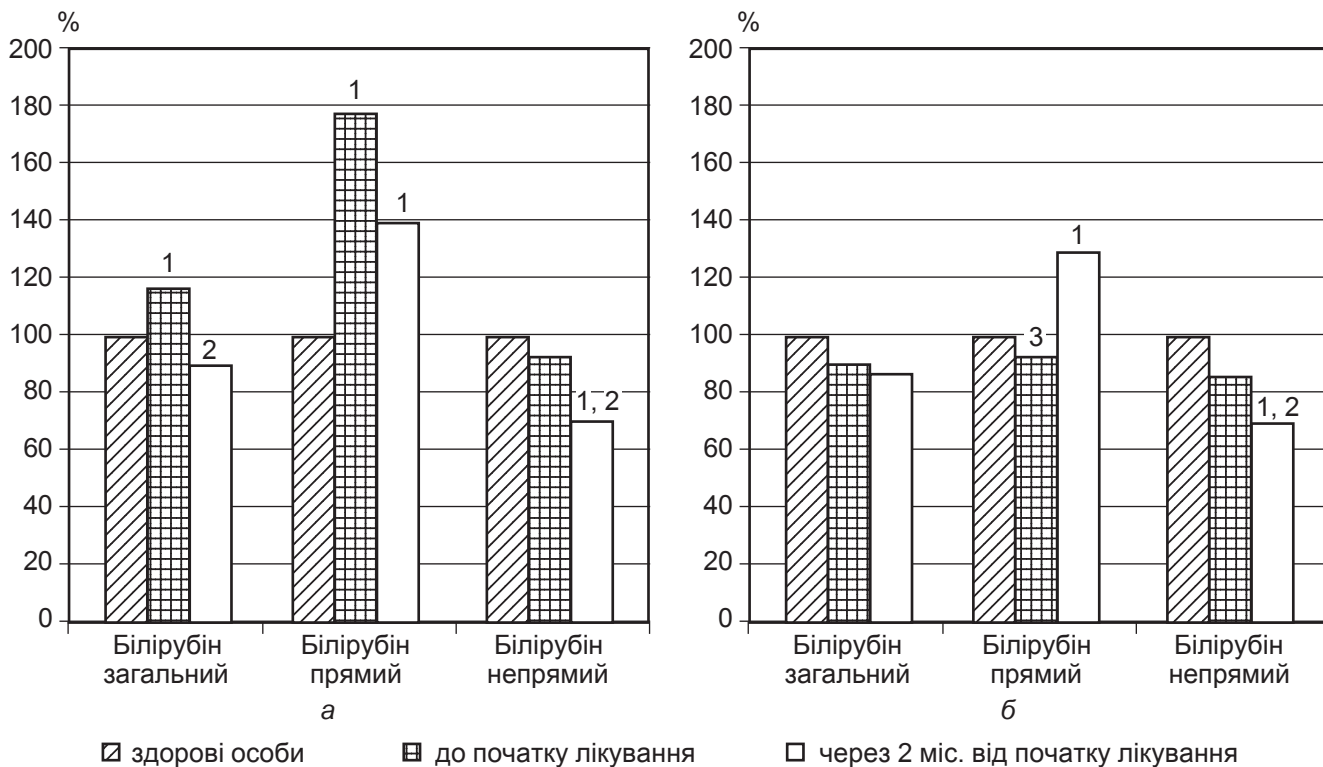 %
200
180
160
140
120
100
80
60
40
20
0
1
2
1
1
1, 2
Білірубін загальний
Білірубін прямий
Білірубін непрямий
а
%
200
180
160
140
120
100
80
60
40
20
0
3
1
1, 2
Білірубін загальний
Білірубін прямий
Білірубін непрямий
б
здорові особи
до початку лікування
через 2 міс. від початку лікування